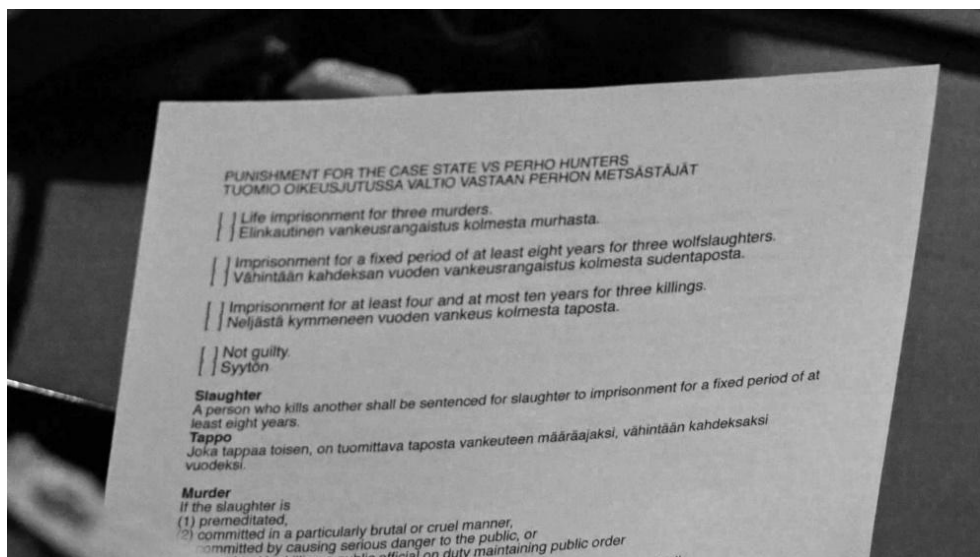 PUNISHMENT FOR THE CASE STATE VS PERHO HUNTERS
TUOMIO OIKEUSJUTUSSA VALTIO VASTAAN PERHON METSÄSTÄJÄT
[ ] Life imprisonment for three murders.
[ ] Elinkautinen vankeusrangaistus kolmesta murhasta.
[ ] Imprisonment for a fixed period of at least eight years for three wolfslaughters.
[ ] Vähintään kahdeksan vuoden vankeusrangaistus kolmesta sudentaposta.
[ ] Imprisonment for at least four and at most ten years for three killings.
[ ] Neljästä kymmeneen vuoden vankeus kolmesta taposta.
[ ] Not guilty.
[ ] Syytön
Slaughter
A person who kills another shall be sentenced for slaughter to imprisonment for a fixed period of at
least eight years.
Tappo
Joka tappaa toisen, on tuomittava taposta vankeuteen määräajaksi, vähintään kahdeksaksi
vuodeksi.
Murder
If the slaughter is
(1) premeditated,
(2) committed in a particularly brutal or cruel manner,
committed by causing serious danger to the public, or
public official on duty maintaining public order